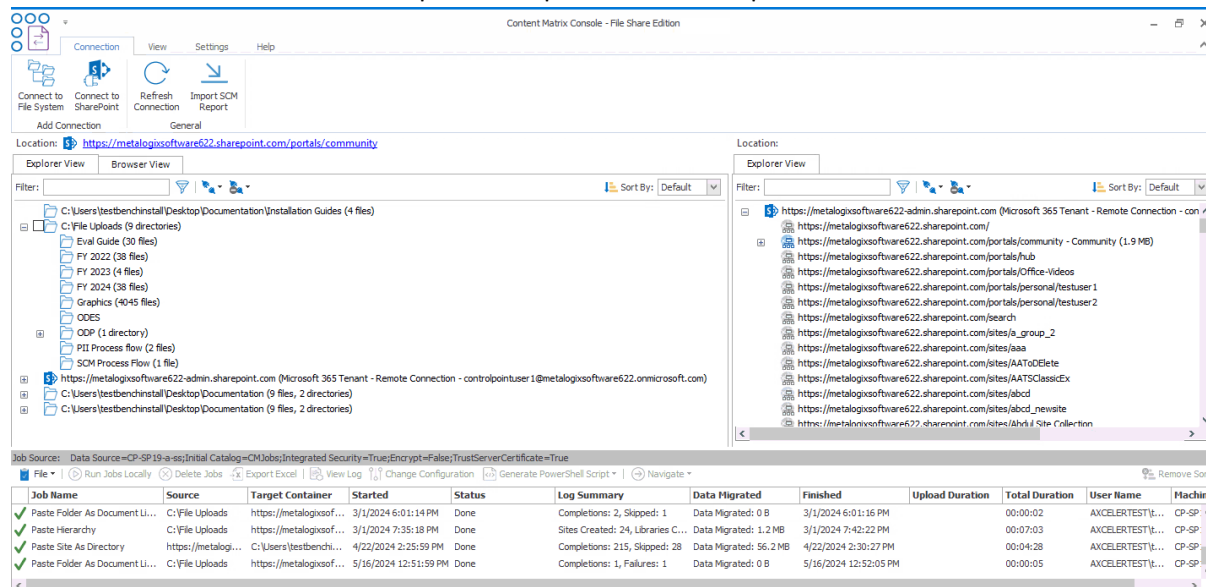 Content Matrix Console - File Share Edition
Connection View Settings Help
Connect to File System
Connect to SharePoint
Refresh Connection
Import SCM Report
Add Connection
General
Location: https://metalogixsoftware622.sharepoint.com/portals/community
Explorer View Browser View
Filter: Sort By: Default
C:\Users\testbenchinstall\Desktop\Documentation\Installation Guides (4 files)
C:\File Uploads (9 directories)
Eval Guide (30 files)
FY 2022 (38 files)
FY 2023 (4 files)
FY 2024 (38 files)
Graphics (4045 files)
ODES
ODP (1 directory)
PII Process flow (2 files)
SCM Process Flow (1 file)
https://metalogixsoftware622-admin.sharepoint.com (Microsoft 365 Tenant - Remote Connection - controlpointuser1@metalogixsoftware622.onmicrosoft.com)
C:\Users\testbenchinstall\Desktop\Documentation (9 files, 2 directories)
C:\Users\testbenchinstall\Desktop\Documentation (9 files, 2 directories)
Location:
Explorer View
Filter: Sort By: Default
https://metalogixsoftware622-admin.sharepoint.com (Microsoft 365 Tenant - Remote Connection - con
https://metalogixsoftware622.sharepoint.com/
https://metalogixsoftware622.sharepoint.com/portals/community - Community (1.9 MB)
https://metalogixsoftware622.sharepoint.com/portals/hub
https://metalogixsoftware622.sharepoint.com/portals/Office-Videos
https://metalogixsoftware622.sharepoint.com/portals/personal/testuser1
https://metalogixsoftware622.sharepoint.com/portals/personal/testuser2
https://metalogixsoftware622.sharepoint.com/search
https://metalogixsoftware622.sharepoint.com/sites/a_group_2
https://metalogixsoftware622.sharepoint.com/sites/aaa
https://metalogixsoftware622.sharepoint.com/sites/AAToDElete
https://metalogixsoftware622.sharepoint.com/sites/AATSClassicEx
https://metalogixsoftware622.sharepoint.com/sites/abcd
https://metalogixsoftware622.sharepoint.com/sites/abcd_newsite
https://metalogixsoftware622.sharepoint.com/sites/Abdul Site Collection
Job Source: Data Source=CP-SP19-a-ss;Initial Catalog=CMJobs;Integrated Security=True;Encrypt=False;TrustServerCertificate=True
File Run Jobs Locally Delete Jobs Export Excel View Log Change Configuration Generate PowerShell Script Navigate Remove Sor
Job Name Source Target Container Started Status Log Summary Data Migrated Finished Upload Duration Total Duration User Name Machin
Paste Folder As Document Li... C:\File Uploads https://metalogixsof... 3/1/2024 6:01:14 PM Done Completions: 2, Skipped: 1 Data Migrated: 0 B 3/1/2024 6:01:16 PM 00:00:02 AXCELERTEST\t... CP-SP
Paste Hierarchy C:\File Uploads https://metalogixsof... 3/1/2024 7:35:18 PM Done Sites Created: 24, Libraries C... Data Migrated: 1.2 MB 3/1/2024 7:42:22 PM 00:07:03 AXCELERTEST\t... CP-SP
Paste Site As Directory https://metalogi... C:\Users\testbenchi... 4/22/2024 2:25:59 PM Done Completions: 215, Skipped: 28 Data Migrated: 56.2 MB 4/22/2024 2:30:27 PM 00:04:28 AXCELERTEST\t... CP-SP
Paste Folder As Document Li... C:\File Uploads https://metalogixsof... 5/16/2024 12:51:59 PM Done Completions: 1, Failures: 1 Data Migrated: 0 B 5/16/2024 12:52:05 PM 00:00:05 AXCELERTEST\t... CP-SP